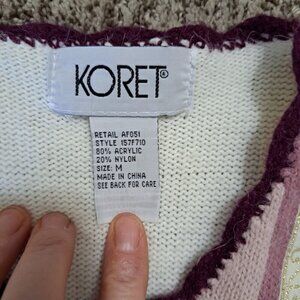 KORET®
RETAIL AF051
STYLE 157F710
80% ACRYLIC
20% NYLON
SIZE: M
MADE IN CHINA
SEE BACK FOR CARE